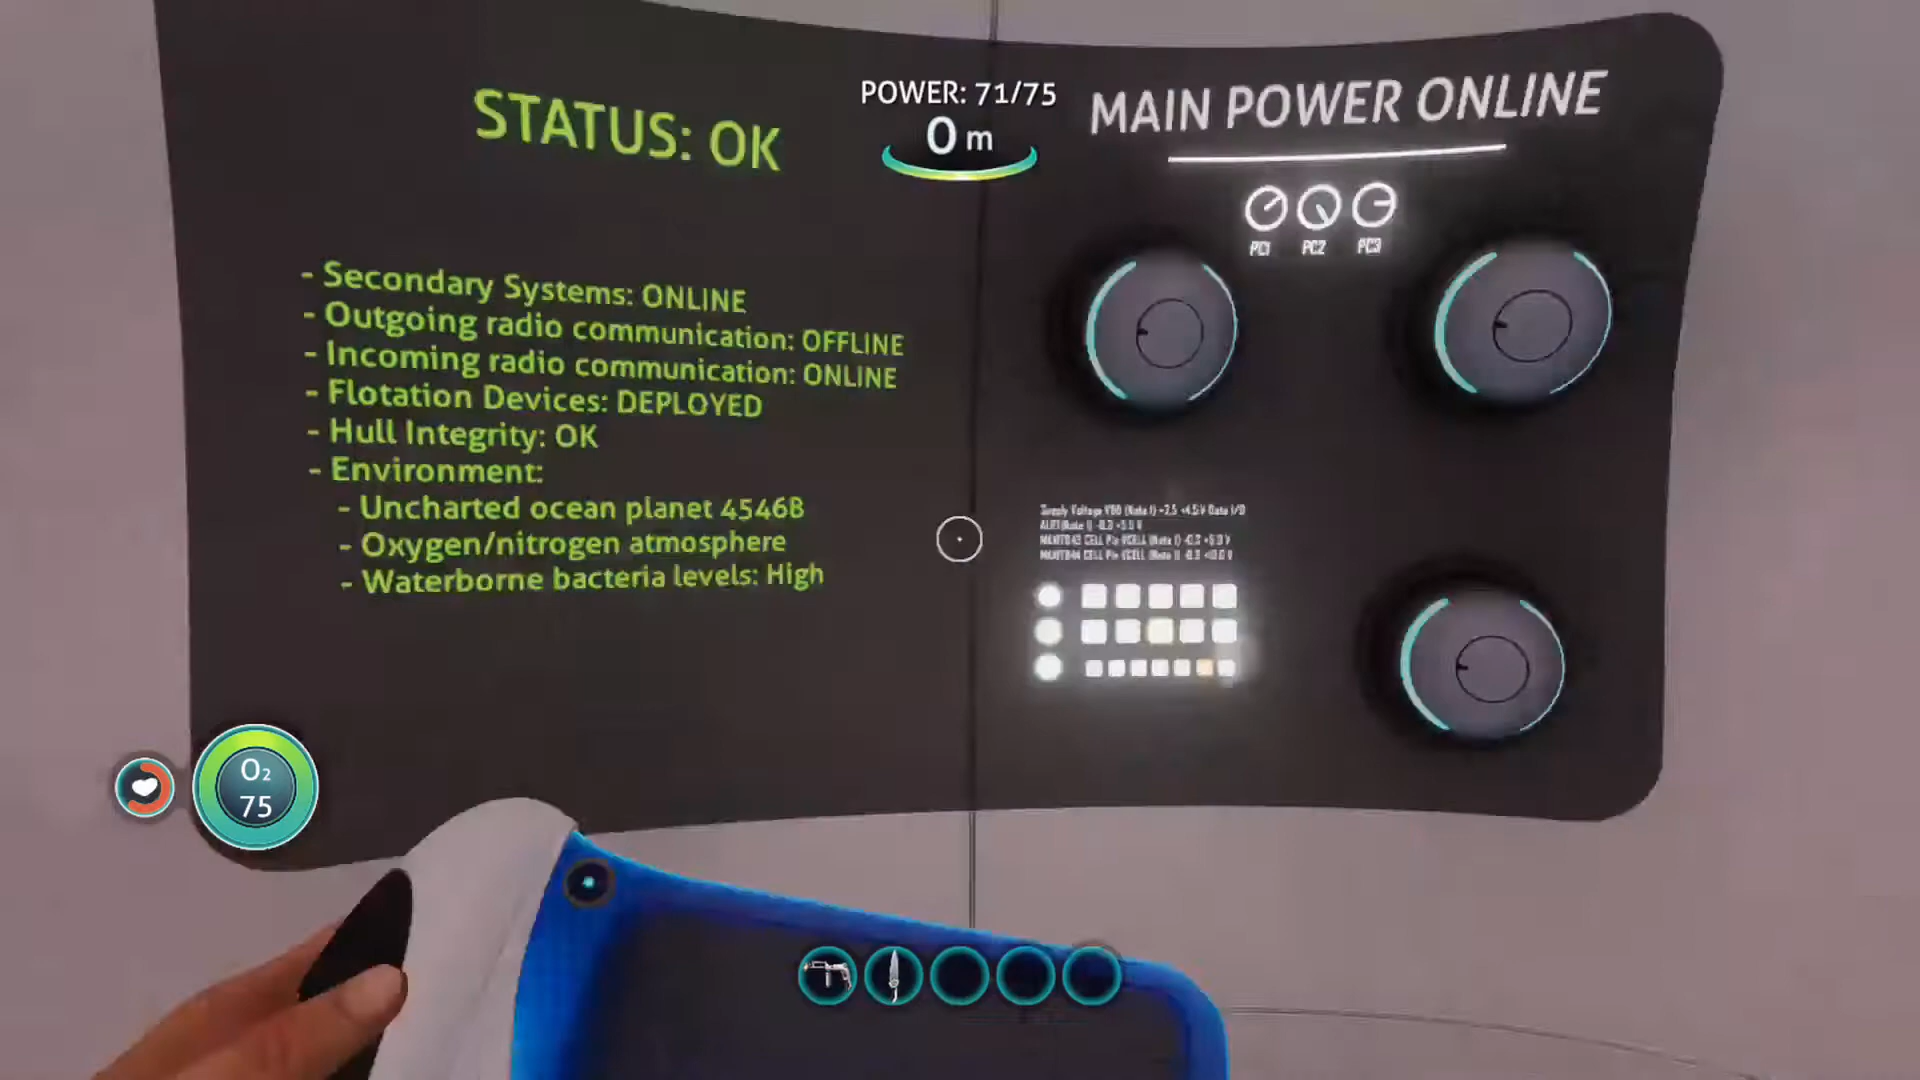 POWER: 71/75
0 m
STATUS: OK
- Secondary Systems: ONLINE
- Outgoing radio communication: OFFLINE
- Incoming radio communication: ONLINE
- Flotation Devices: DEPLOYED
- Hull Integrity: OK
- Environment:
- Uncharted ocean planet 4546B
- Oxygen/nitrogen atmosphere
- Waterborne bacteria levels: High
MAIN POWER ONLINE
PC1 PC2 PC3
Supply Voltage
O₂
75